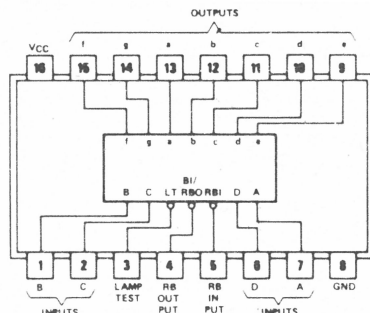 OUTPUTS
VCC f g a b c d e
16 15 14 13 12 11 10 9
f g a b c d e
BI/
B C LT RBO RBI D A
1 2 3 4 5 6 7 8
B C LAMP RB RB D A GND
TEST OUT IN
INPUTS PUT PUT INPUTS